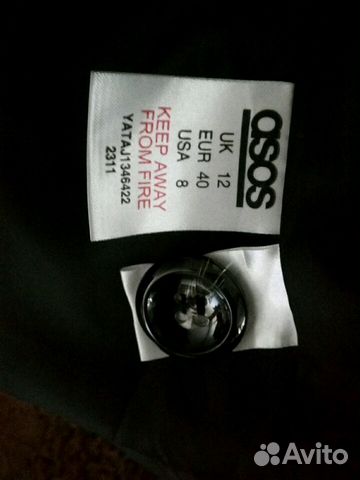 asos
UK 12
EUR 40
USA 8
KEEP AWAY
FROM FIRE
YATAJ1346422
2311
Avito